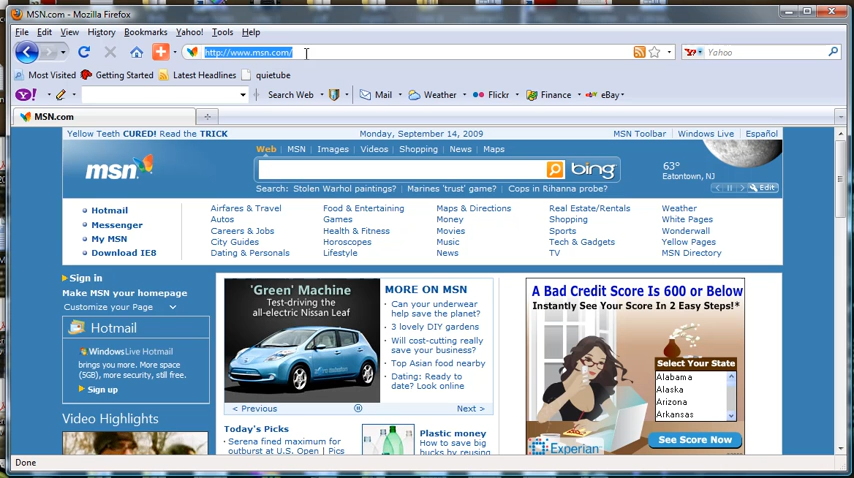 MSN.com - Mozilla Firefox
File Edit View History Bookmarks Yahoo! Tools Help
http://www.msn.com/
Yahoo
Most Visited Getting Started Latest Headlines quietube
Y! Search Web Mail Weather Flickr Finance eBay
MSN.com
Yellow Teeth CURED! Read the TRICK
Monday, September 14, 2009
MSN Toolbar Windows Live Español
Web MSN Images Videos Shopping News Maps
msn
bing
63°
Eatontown, NJ
Search: Stolen Warhol paintings? | Marines 'trust' game? | Cops in Rihanna probe?
Edit
Hotmail
Messenger
My MSN
Download IE8
Airfares & Travel
Autos
Careers & Jobs
City Guides
Dating & Personals
Food & Entertaining
Games
Health & Fitness
Horoscopes
Lifestyle
Maps & Directions
Money
Movies
Music
News
Real Estate/Rentals
Shopping
Sports
Tech & Gadgets
TV
Weather
White Pages
Wonderwall
Yellow Pages
MSN Directory
Sign in
Make MSN your homepage
Customize your Page
Hotmail
WindowsLive Hotmail
brings you more. More space
(5GB), more security, still free.
Sign up
Video Highlights
'Green' Machine
Test-driving the
all-electric Nissan Leaf
< Previous
Next >
MORE ON MSN
Can your underwear
help save the planet?
3 lovely DIY gardens
Will cost-cutting really
save your business?
Top Asian food nearby
Dating: Ready to
date? Look online
Today's Picks
Serena fined maximum for
outburst at U.S. Open | Pics
Plastic money
How to save big
bucks by reusing
A Bad Credit Score Is 600 or Below
Instantly See Your Score In 2 Easy Steps!*
Select Your State
Alabama
Alaska
Arizona
Arkansas
See Score Now
Experian
Done